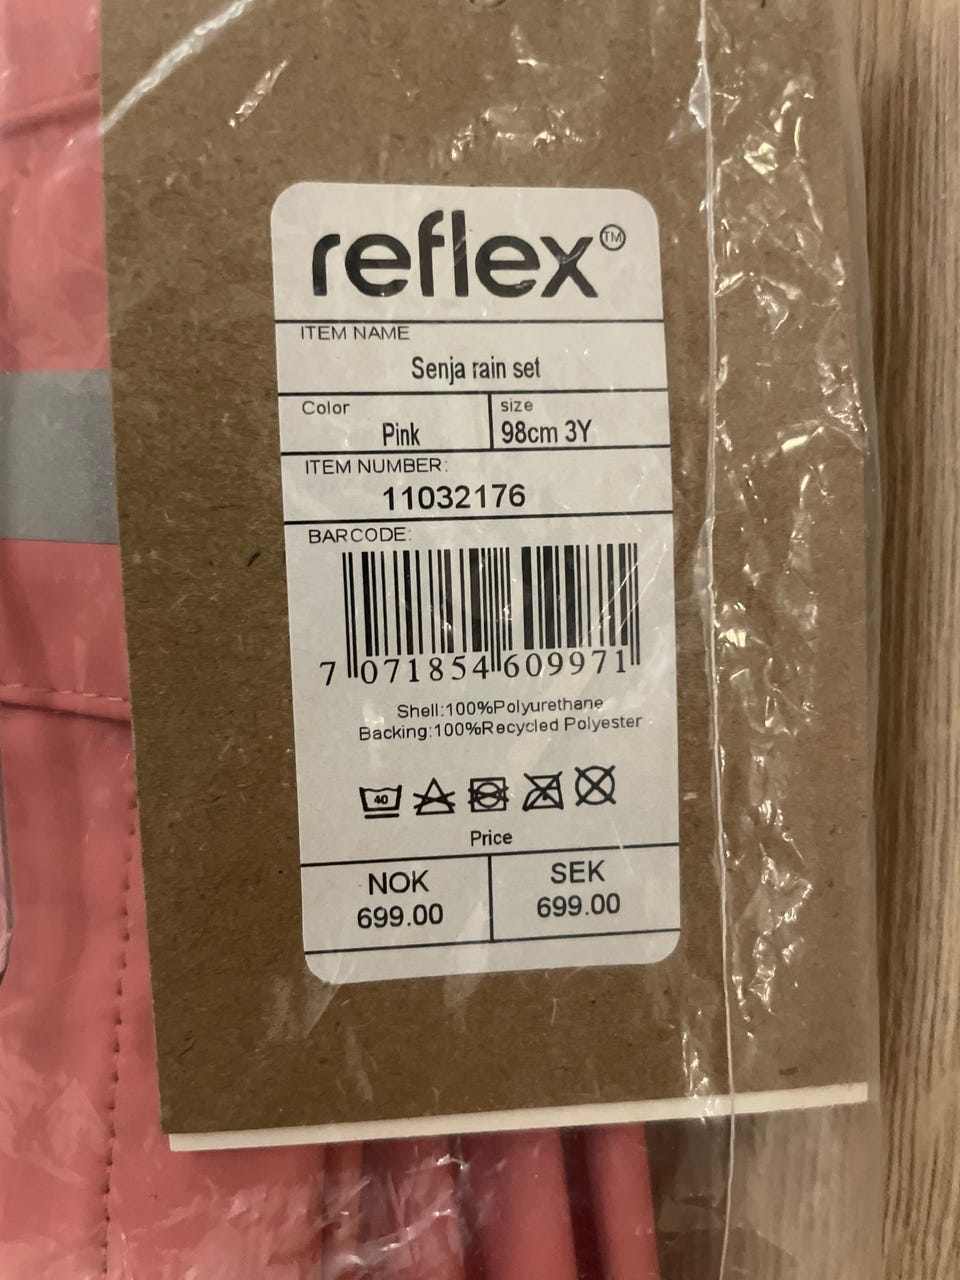 reflex™
ITEM NAME
Senja rain set
Color
Pink
size
98cm 3Y
ITEM NUMBER:
11032176
BARCODE:
7 071854 609971
Shell:100%Polyurethane
Backing:100%Recycled Polyester
40
Price
NOK
699.00
SEK
699.00